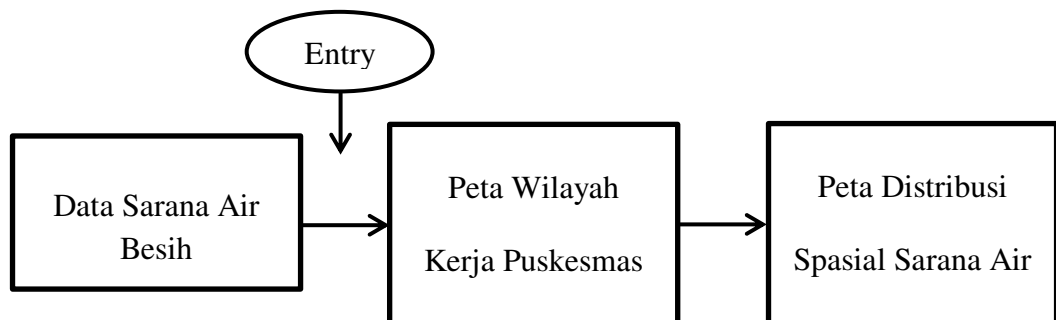 Entry
Data Sarana Air
Besih
Peta Wilayah
Kerja Puskesmas
Peta Distribusi
Spasial Sarana Air